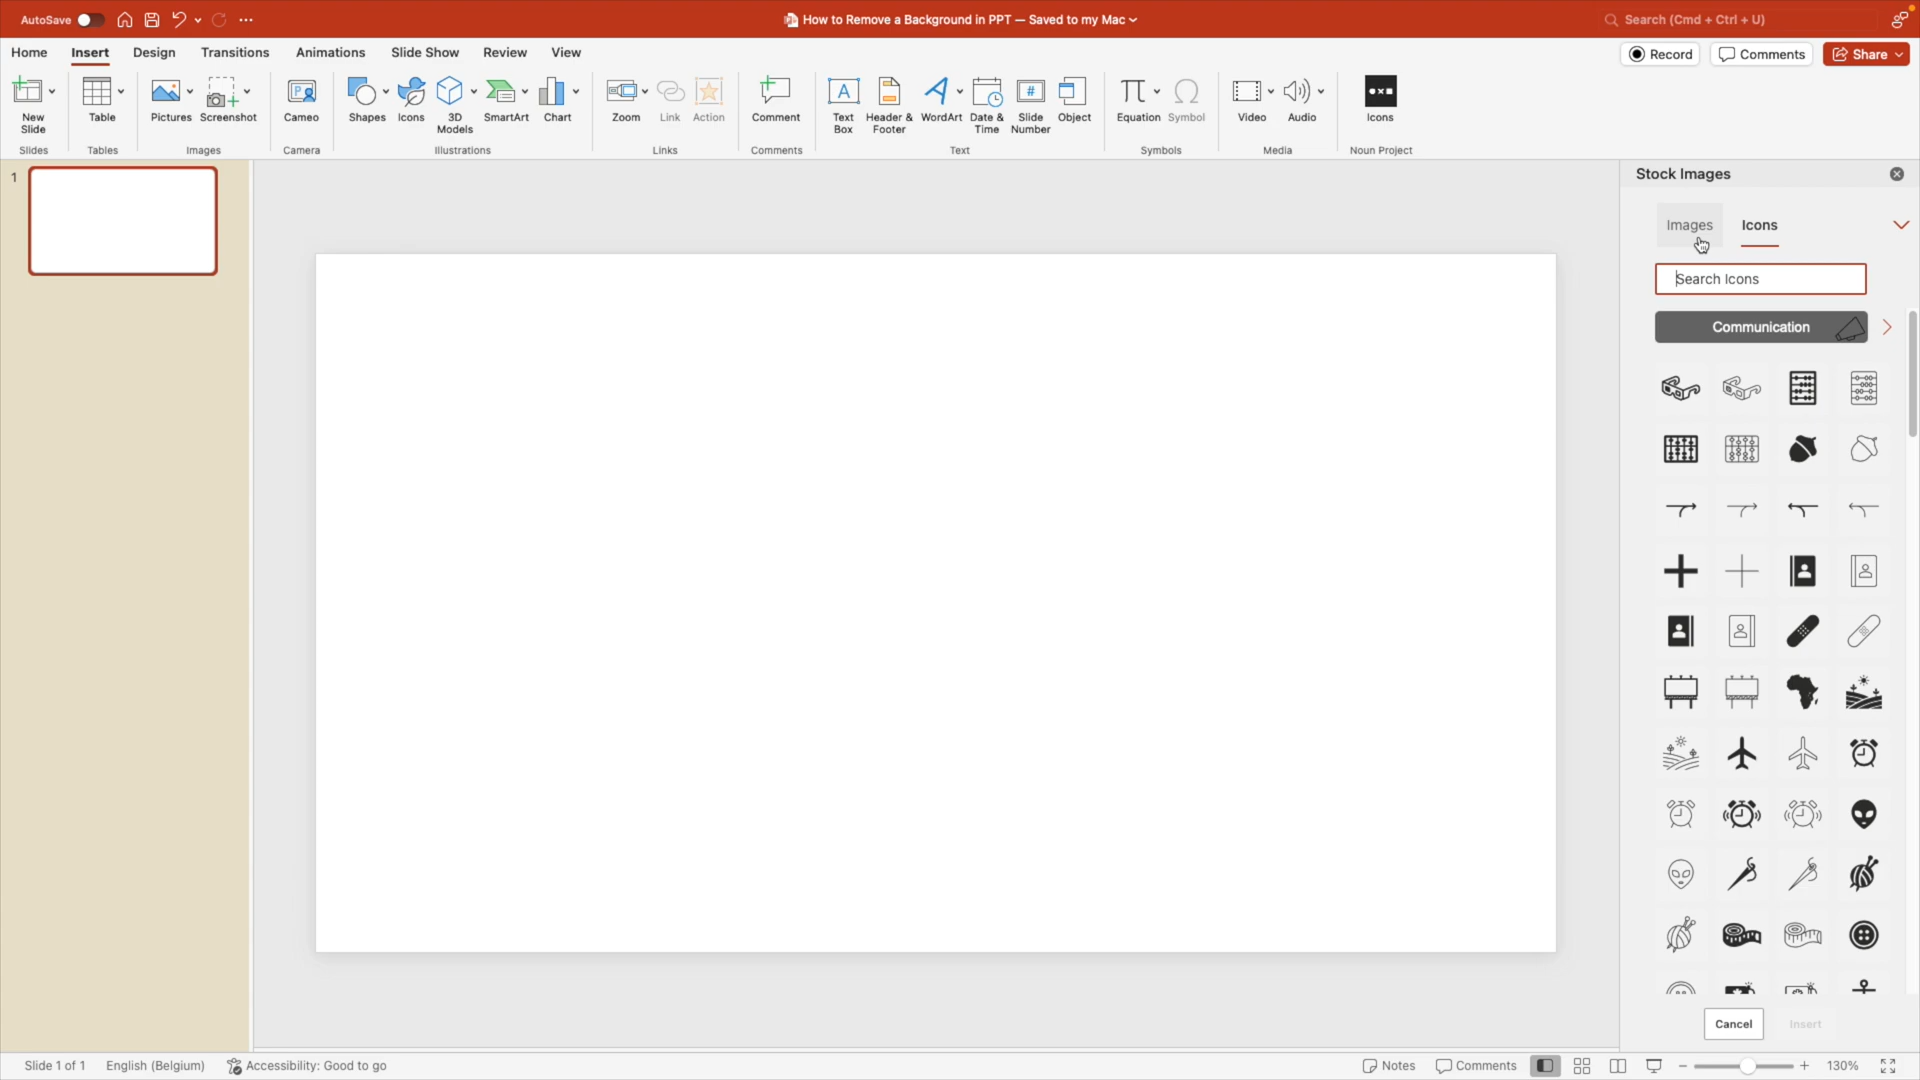 AutoSave
How to Remove a Background in PPT — Saved to my Mac
Search (Cmd + Ctrl + U)
Home Insert Design Transitions Animations Slide Show Review View
Record Comments Share
New Slide
Table
Pictures
Screenshot
Cameo
Shapes
Icons
3D Models
SmartArt
Chart
Zoom
Link
Action
Comment
Text Box
Header & Footer
WordArt
Date & Time
Slide Number
Object
Equation
Symbol
Video
Audio
Icons
Slides Tables Images Camera Illustrations Links Comments Text Symbols Media Noun Project
1
Stock Images
Images Icons
Search Icons
Communication
Cancel Insert
Slide 1 of 1 English (Belgium) Accessibility: Good to go Notes Comments 130%